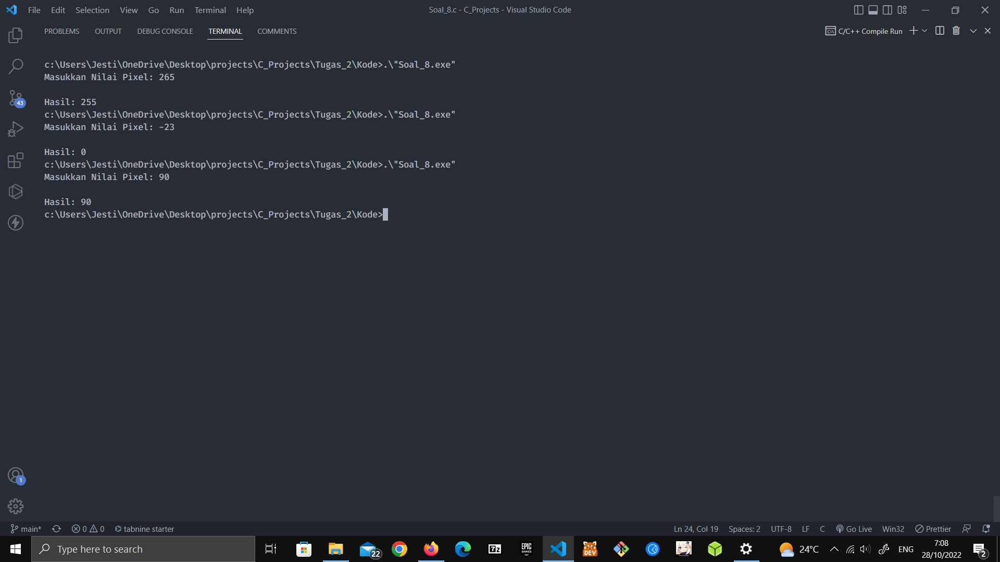 File Edit Selection View Go Run Terminal Help
Soal_8.c - C_Projects - Visual Studio Code
PROBLEMS OUTPUT DEBUG CONSOLE TERMINAL COMMENTS
C/C++ Compile Run
c:\Users\Jesti\OneDrive\Desktop\projects\C_Projects\Tugas_2\Kode>.\"Soal_8.exe"
Masukkan Nilai Pixel: 265
Hasil: 255
c:\Users\Jesti\OneDrive\Desktop\projects\C_Projects\Tugas_2\Kode>.\"Soal_8.exe"
Masukkan Nilai Pixel: -23
Hasil: 0
c:\Users\Jesti\OneDrive\Desktop\projects\C_Projects\Tugas_2\Kode>.\"Soal_8.exe"
Masukkan Nilai Pixel: 90
Hasil: 90
c:\Users\Jesti\OneDrive\Desktop\projects\C_Projects\Tugas_2\Kode>
43
1
main* 0 0 tabnine starter
Ln 24, Col 19 Spaces: 2 UTF-8 LF C Go Live Win32 Prettier
Type here to search
22
7z
EPIC GAMES
DEV
24°C
ENG
7:08
28/10/2022
2